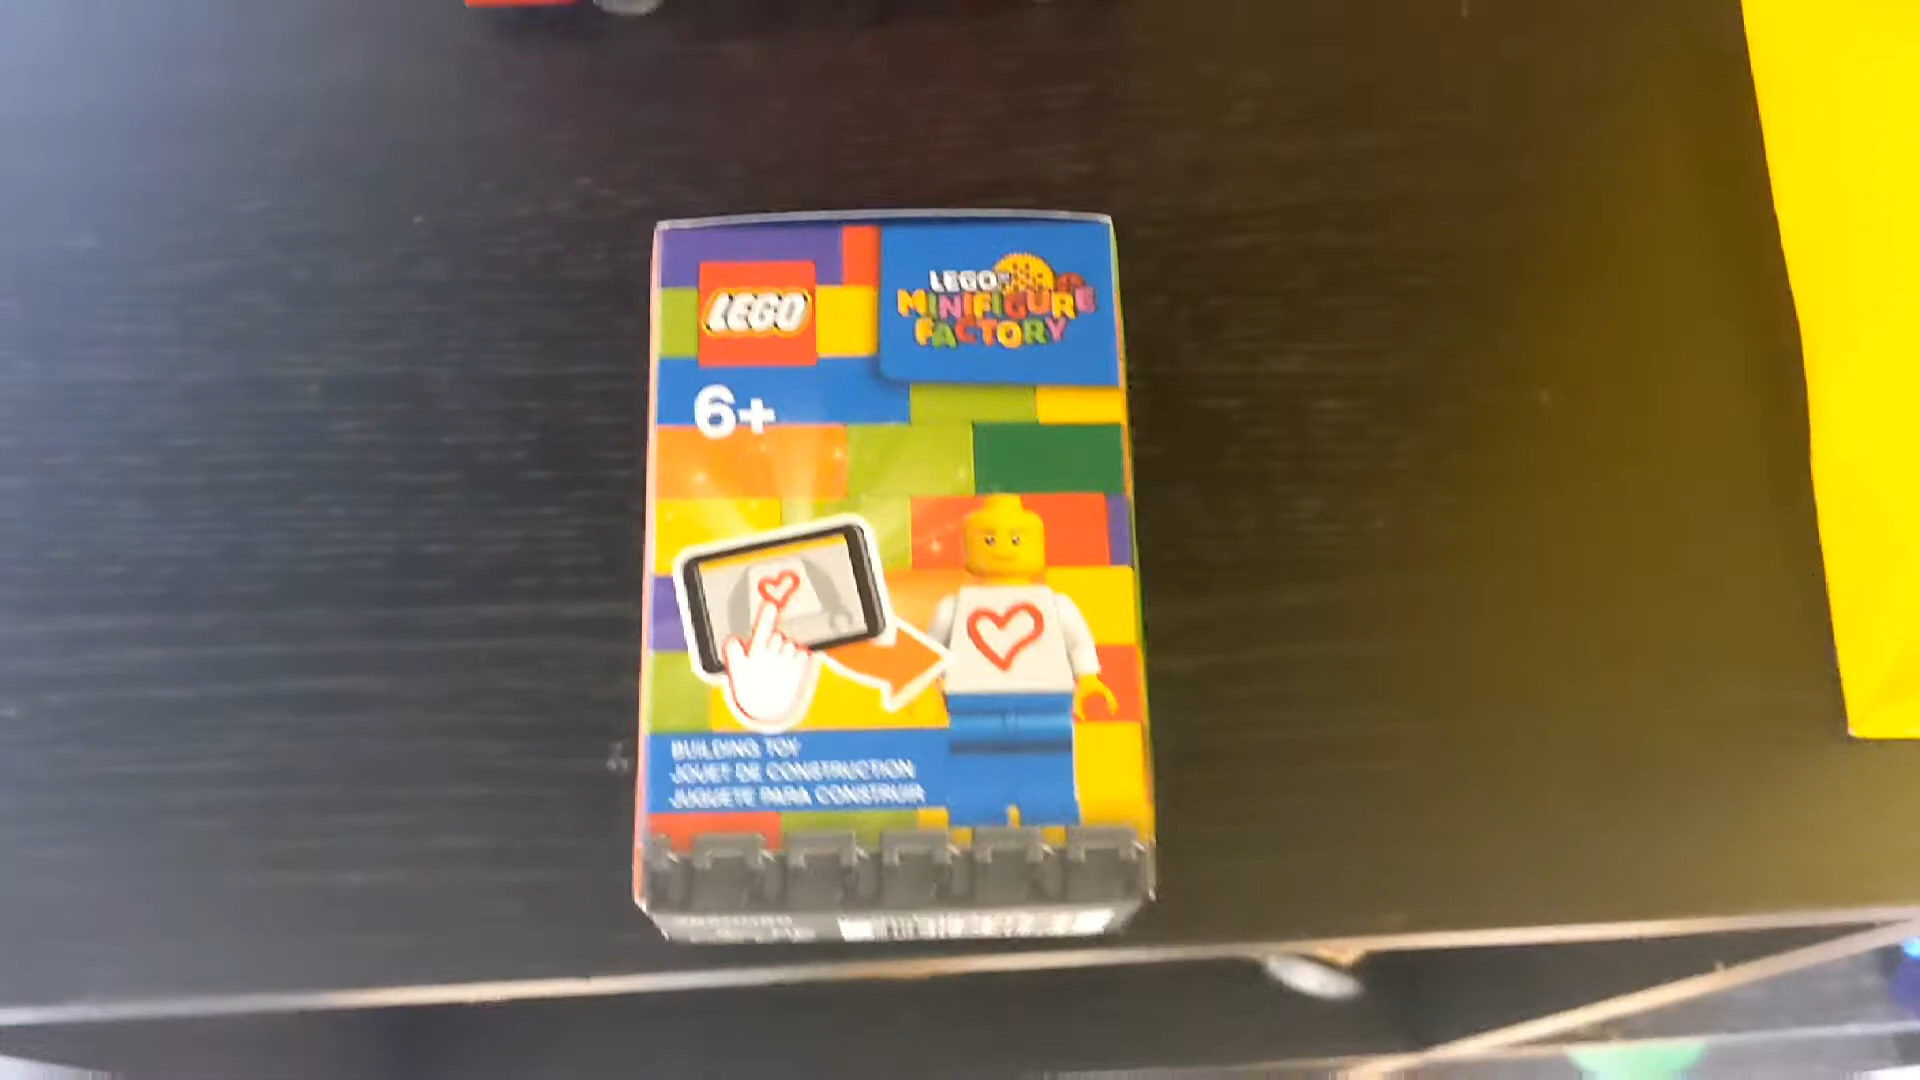 LEGO
LEGO
MINIFIGURE
FACTORY
6+
BUILDING TOY
JOUET DE CONSTRUCTION
JUGUETE PARA CONSTRUIR